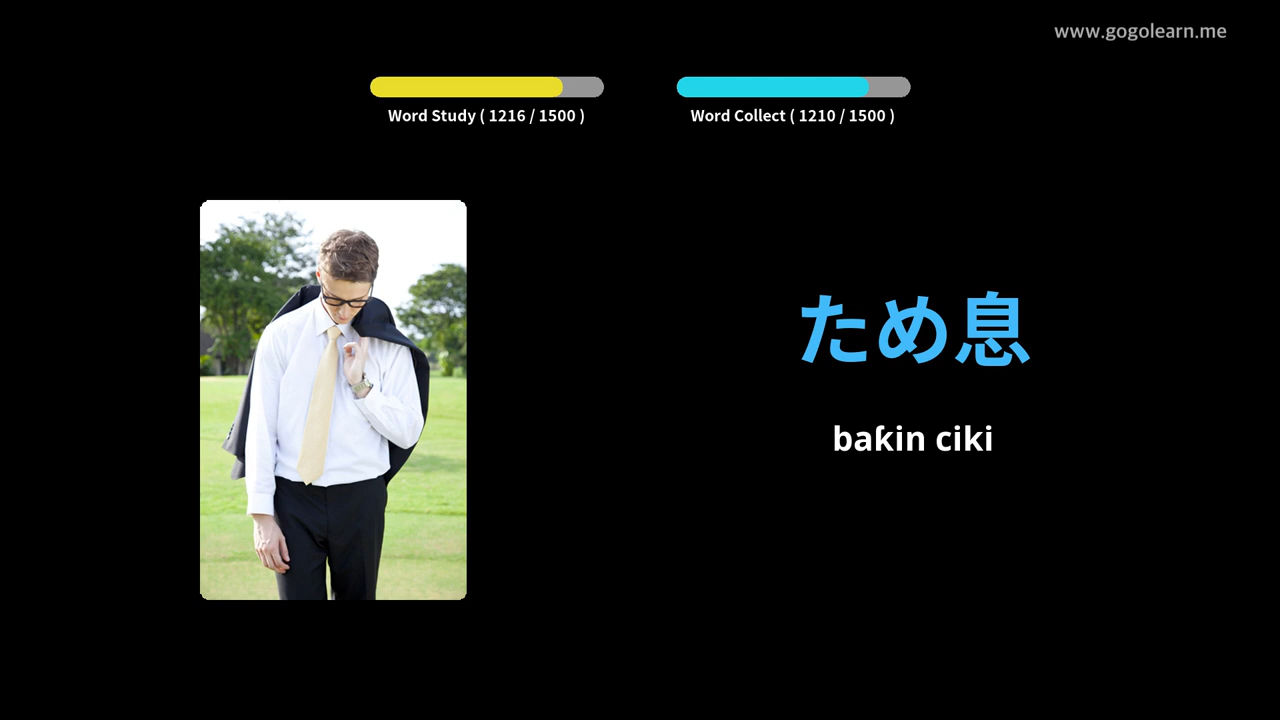 www.gogolearn.me
Word Study ( 1216 / 1500 )
Word Collect ( 1210 / 1500 )
ため息
baƙin ciki